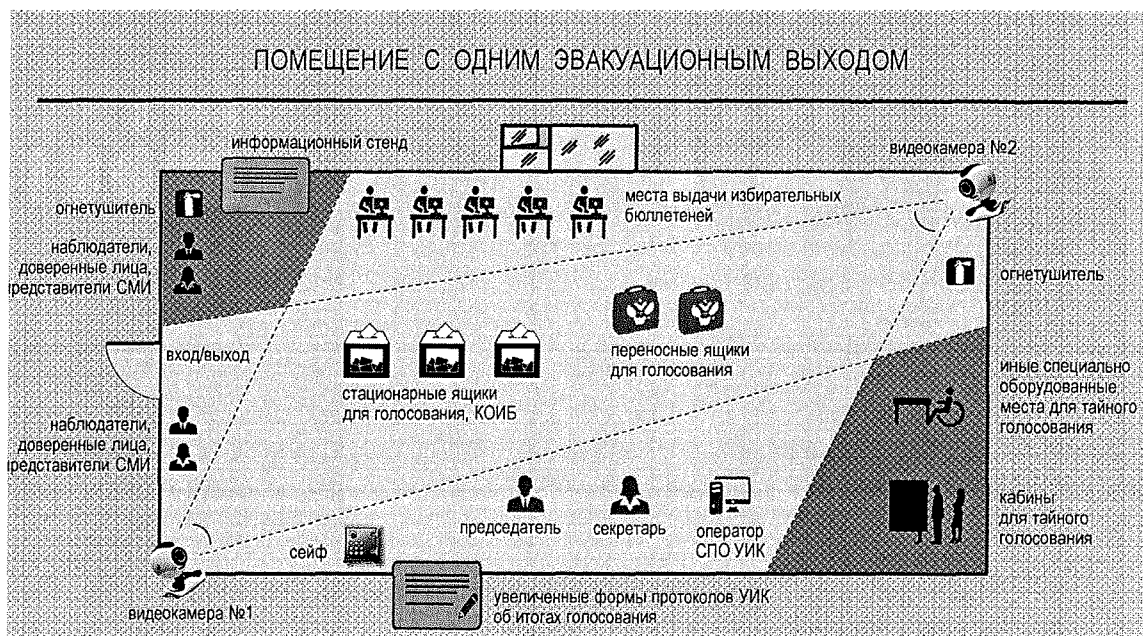 ПОМЕЩЕНИЕ С ОДНИМ ЭВАКУАЦИОННЫМ ВЫХОДОМ
информационный стенд
видеокамера №2
огнетушитель
места выдачи избирательных
бюллетеней
наблюдатели,
доверенные лица,
представители СМИ
огнетушитель
вход/выход
стационарные ящики
для голосования, КОИБ
переносные ящики
для голосования
иные специально
оборудованные
места для тайного
голосования
наблюдатели,
доверенные лица,
представители СМИ
председатель
секретарь
оператор
СПО УИК
кабины
для тайного
голосования
сейф
видеокамера №1
увеличенные формы протоколов УИК
об итогах голосования